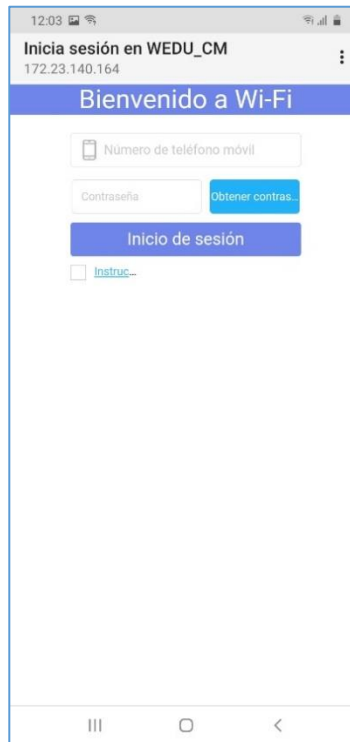 12:03
Inicia sesión en WEDU_CM
172.23.140.164
Bienvenido a Wi-Fi
Número de teléfono móvil
Contraseña
Obtener contras...
Inicio de sesión
Instruc...